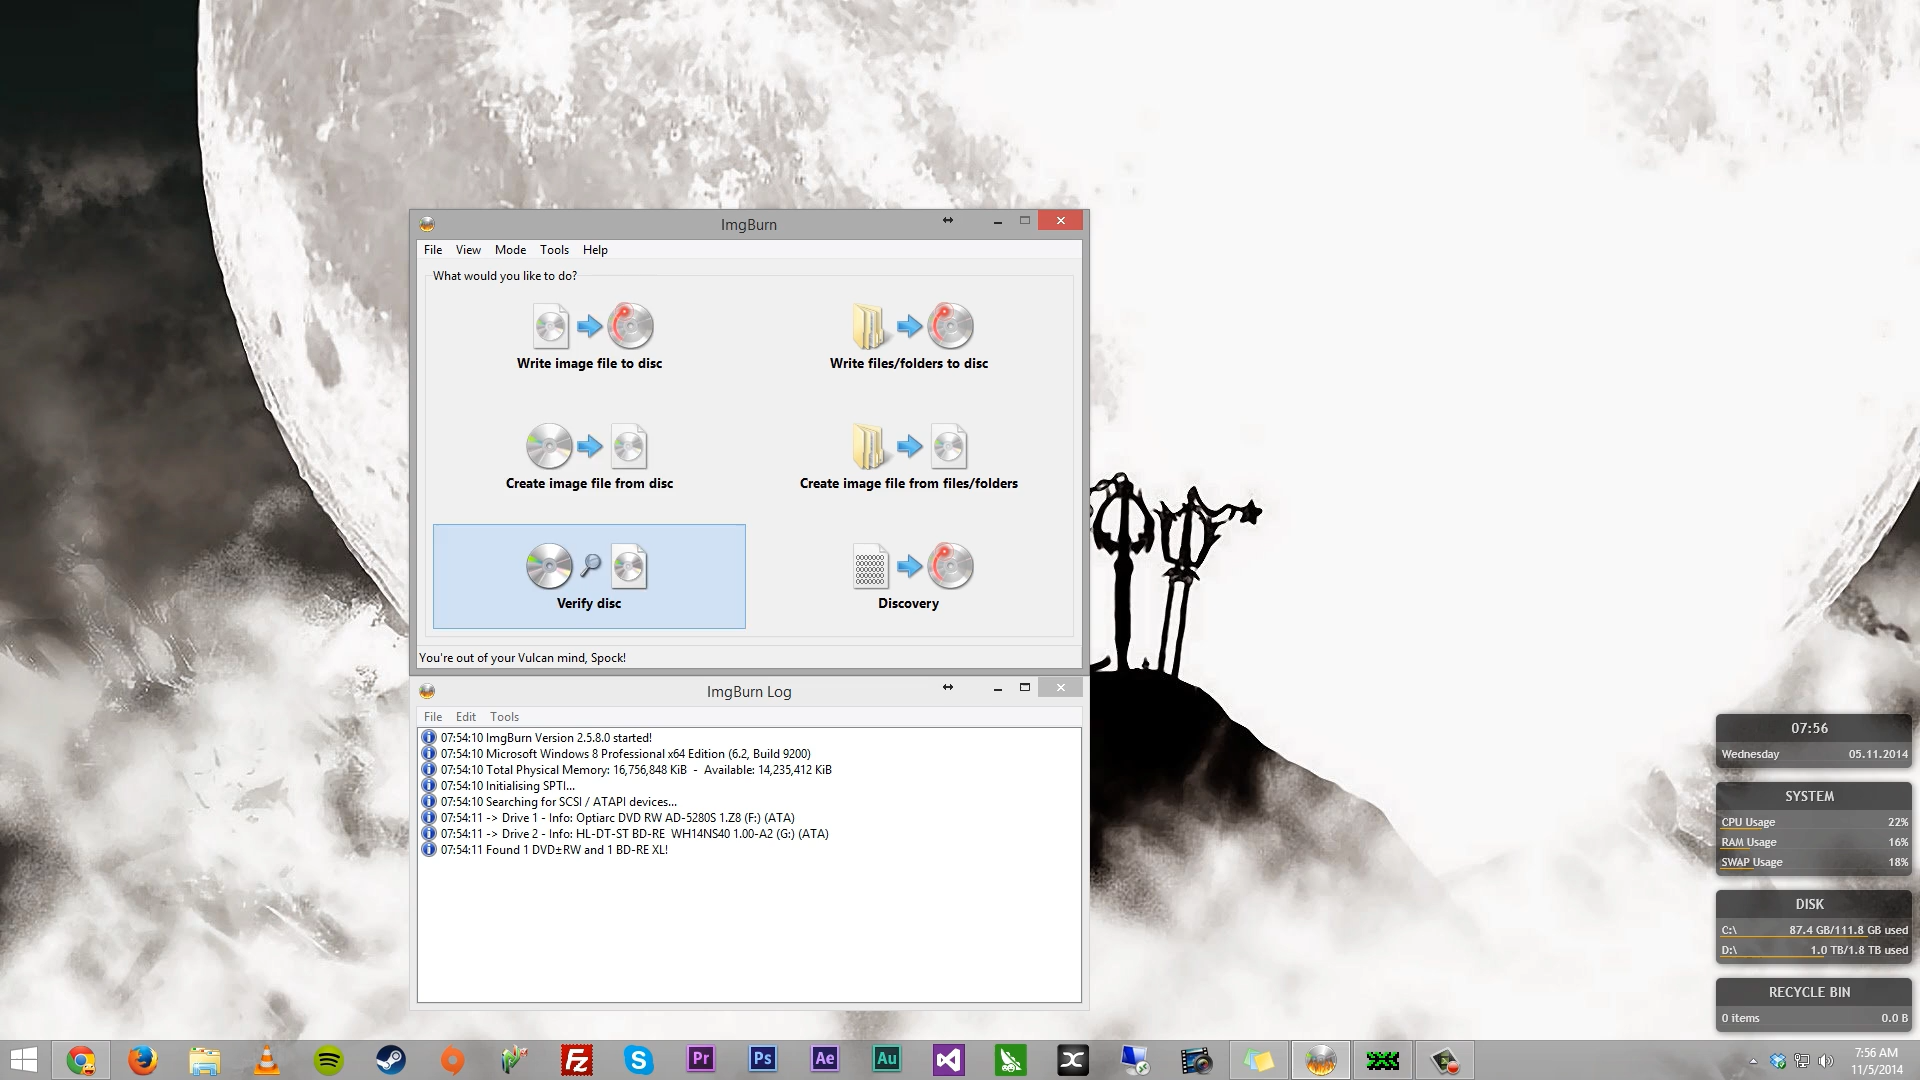 ImgBurn
File View Mode Tools Help
What would you like to do?
Write image file to disc
Write files/folders to disc
Create image file from disc
Create image file from files/folders
Verify disc
Discovery
You're out of your Vulcan mind, Spock!
ImgBurn Log
File Edit Tools
07:54:10 ImgBurn Version 2.5.8.0 started!
07:54:10 Microsoft Windows 8 Professional x64 Edition (6.2, Build 9200)
07:54:10 Total Physical Memory: 16,756,848 KiB - Available: 14,235,412 KiB
07:54:10 Initialising SPTI...
07:54:10 Searching for SCSI / ATAPI devices...
07:54:11 -> Drive 1 - Info: Optiarc DVD RW AD-5280S 1.Z8 (F:) (ATA)
07:54:11 -> Drive 2 - Info: HL-DT-ST BD-RE WH14NS40 1.00-A2 (G:) (ATA)
07:54:11 Found 1 DVD±RW and 1 BD-RE XL!
07:56
Wednesday 05.11.2014
SYSTEM
CPU Usage 22%
RAM Usage 16%
SWAP Usage 18%
DISK
C:\ 87.4 GB/111.8 GB used
D:\ 1.0 TB/1.8 TB used
RECYCLE BIN
0 items 0.0 B
Fz S Pr Ps Ae Au
7:56 AM
11/5/2014